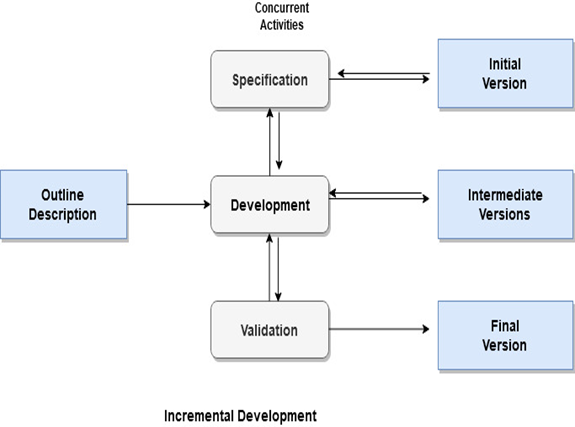 Concurrent
Activities
Specification
Initial
Version
Outline
Description
Development
Intermediate
Versions
Validation
Final
Version
Incremental Development